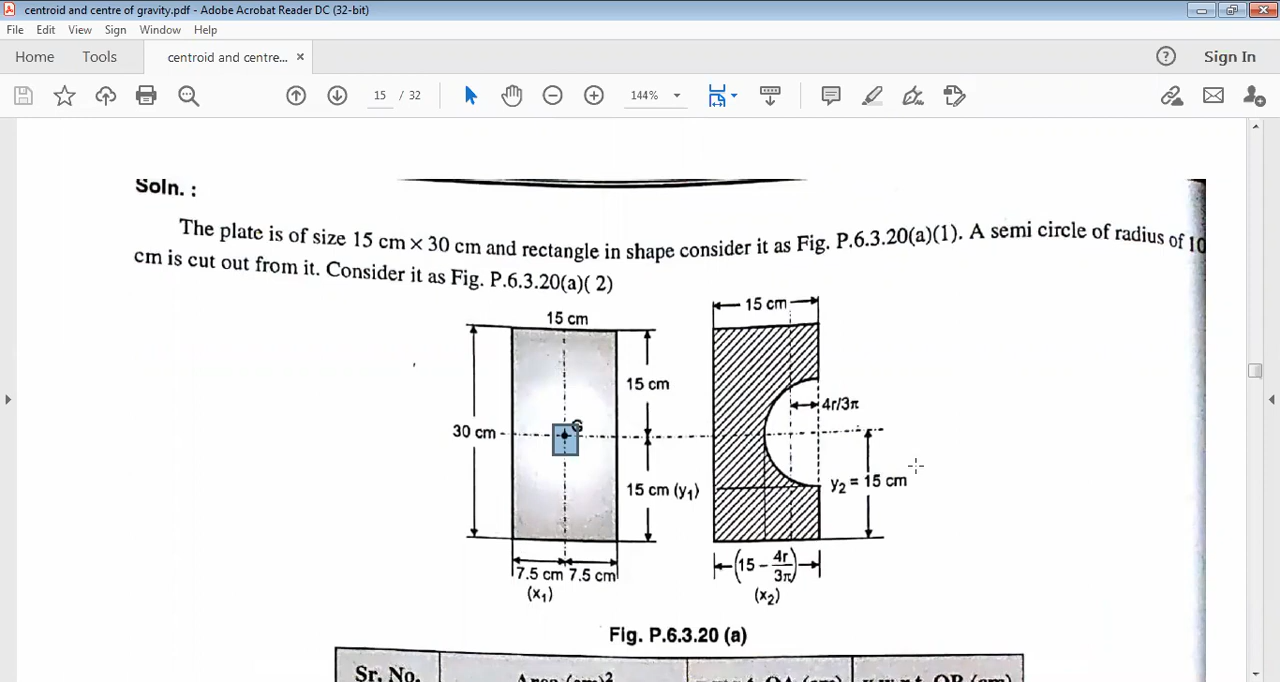 centroid and centre of gravity.pdf - Adobe Acrobat Reader DC (32-bit)
File Edit View Sign Window Help
Home Tools centroid and centre... × Sign In
15 / 32 144%
Soln. :
The plate is of size 15 cm × 30 cm and rectangle in shape consider it as Fig. P.6.3.20(a)(1). A semi circle of radius of 10
cm is cut out from it. Consider it as Fig. P.6.3.20(a)( 2)
15 cm
15 cm
15 cm
4r/3π
G
30 cm
15 cm (y₁)
y₂ = 15 cm
7.5 cm 7.5 cm
(x₁)
(15 - 4r/3π)
(x₂)
Fig. P.6.3.20 (a)
Sr. No. Area (cm)²